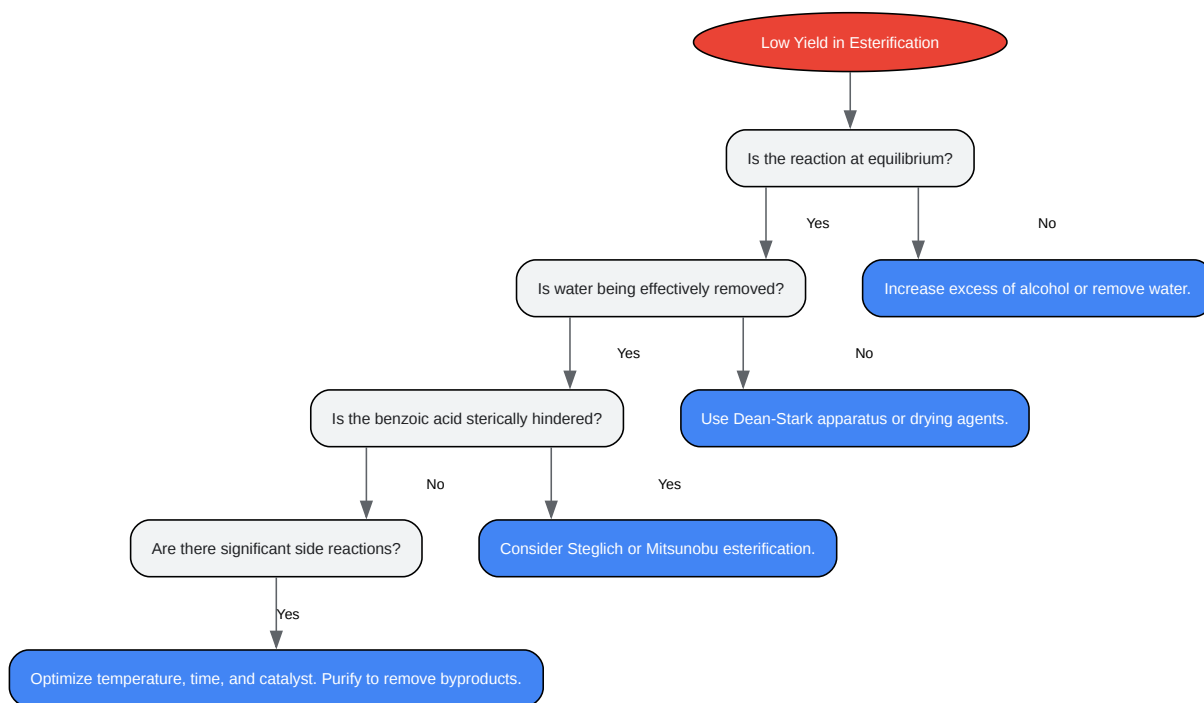 Low Yield in Esterification
Is the reaction at equilibrium?
Yes
No
Is water being effectively removed?
Increase excess of alcohol or remove water.
Yes
No
Is the benzoic acid sterically hindered?
Use Dean-Stark apparatus or drying agents.
No
Yes
Are there significant side reactions?
Consider Steglich or Mitsunobu esterification.
Yes
Optimize temperature, time, and catalyst. Purify to remove byproducts.